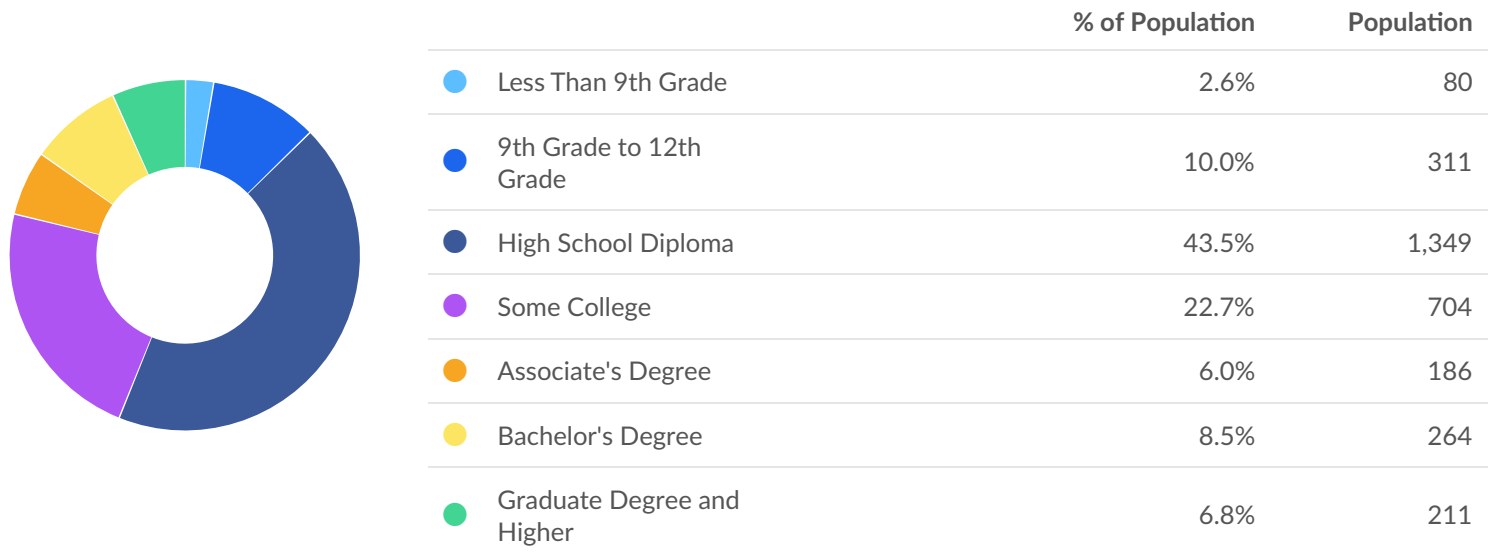 % of Population Population
Less Than 9th Grade 2.6% 80
9th Grade to 12th
Grade 10.0% 311
High School Diploma 43.5% 1,349
Some College 22.7% 704
Associate's Degree 6.0% 186
Bachelor's Degree 8.5% 264
Graduate Degree and
Higher 6.8% 211